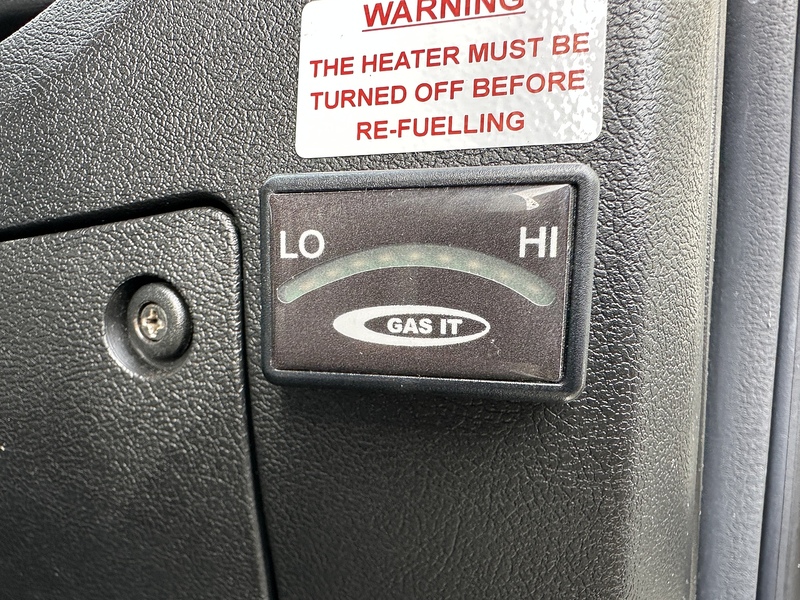 WARNING
THE HEATER MUST BE
TURNED OFF BEFORE
RE-FUELLING
LO HI
GAS IT